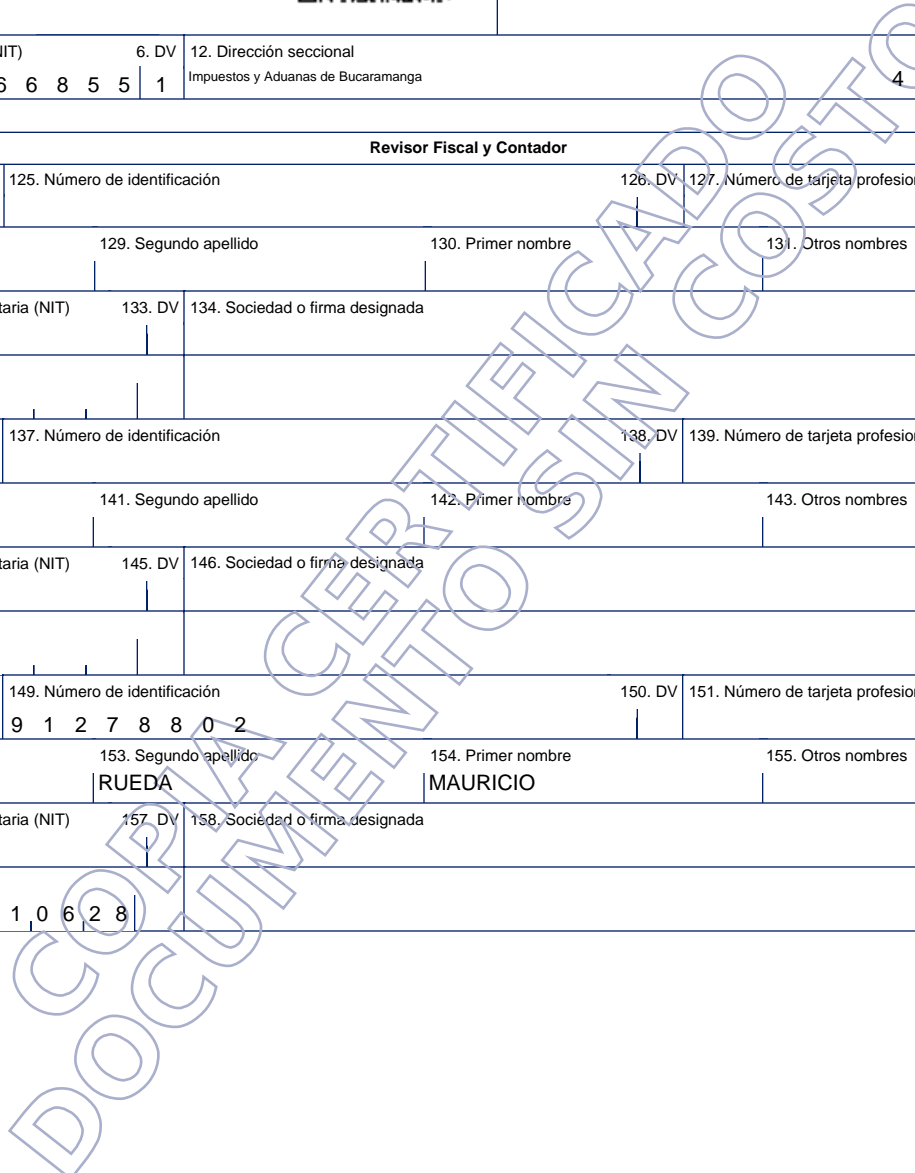 NIT) 6. DV 12. Dirección seccional
6 6 8 5 5 1 Impuestos y Aduanas de Bucaramanga 4
Revisor Fiscal y Contador
125. Número de identificación 126. DV 127. Número de tarjeta profesion
129. Segundo apellido 130. Primer nombre 131. Otros nombres
taria (NIT) 133. DV 134. Sociedad o firma designada
137. Número de identificación 138. DV 139. Número de tarjeta profesion
141. Segundo apellido 142. Primer nombre 143. Otros nombres
taria (NIT) 145. DV 146. Sociedad o firma designada
149. Número de identificación 150. DV 151. Número de tarjeta profesion
9 1 2 7 8 8 0 2
153. Segundo apellido 154. Primer nombre 155. Otros nombres
RUEDA MAURICIO
taria (NIT) 157. DV 158. Sociedad o firma designada
1 0 6 2 8
COPIA CERTIFICADO
DOCUMENTO SIN COSTO